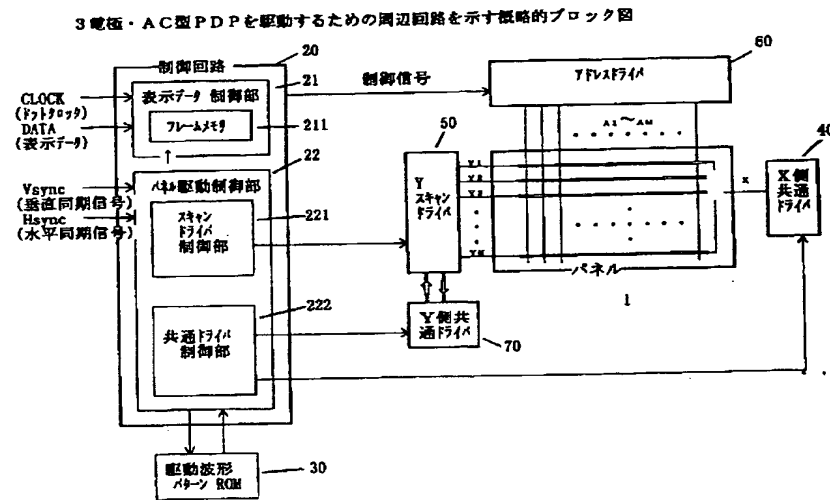 3電極・AC型PDPを駆動するための周辺回路を示す概略的ブロック図
20
制御回路
21
表示データ 制御部
フレームメモリ
211
CLOCK
(ドットクロック)
DATA
(表示データ)
制御信号
60
アドレスドライバ
A1～AM
22
Vsync
(垂直同期信号)
Hsync
(水平同期信号)
パネル駆動制御部
221
スキャン
ドライバ
制御部
222
共通ドライバ
制御部
50
Y
スキャン
ドライバ
Y1
Y2
Y3
YN
パネル
1
x
40
X側
共通
ドライバ
Y側共
通ドライバ
70
駆動波形
パターン ROM
30